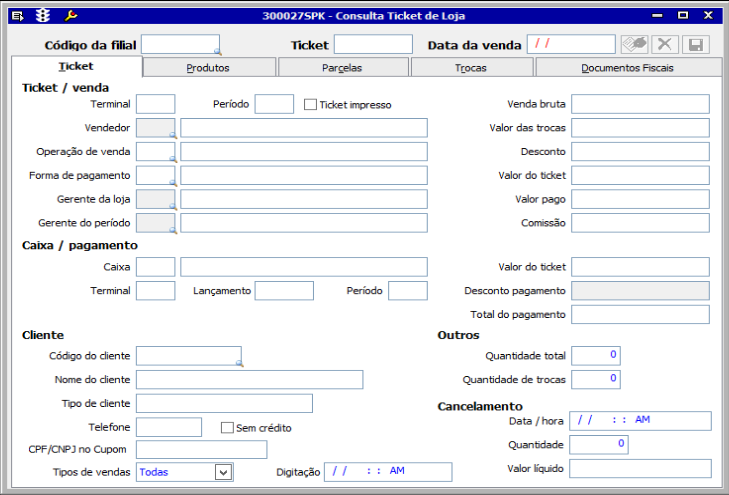 300027SPK - Consulta Ticket de Loja
Código da filial Ticket Data da venda / /
Ticket Produtos Parcelas Trocas Documentos Fiscais
Ticket / venda
Terminal Período Ticket impresso Venda bruta
Vendedor Valor das trocas
Operação de venda Desconto
Forma de pagamento Valor do ticket
Gerente da loja Valor pago
Gerente do período Comissão
Caixa / pagamento
Caixa Valor do ticket
Terminal Lançamento Período Desconto pagamento
Total do pagamento
Cliente Outros
Código do cliente Quantidade total 0
Nome do cliente Quantidade de trocas 0
Tipo de cliente Cancelamento
Telefone Sem crédito Data / hora / / : : AM
CPF/CNPJ no Cupom Quantidade 0
Tipos de vendas Todas Digitação / / : : AM Valor líquido